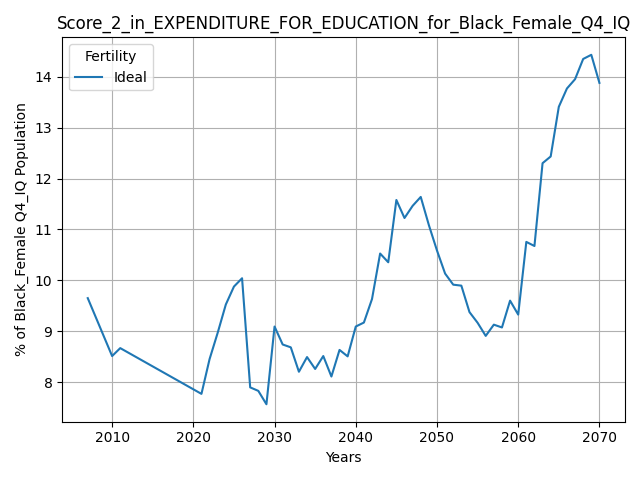 Score_2_in_EXPENDITURE_FOR_EDUCATION_for_Black_Female_Q4_IQ
Fertility
Ideal
% of Black_Female Q4_IQ Population
14
13
12
11
10
9
8
2010 2020 2030 2040 2050 2060 2070
Years